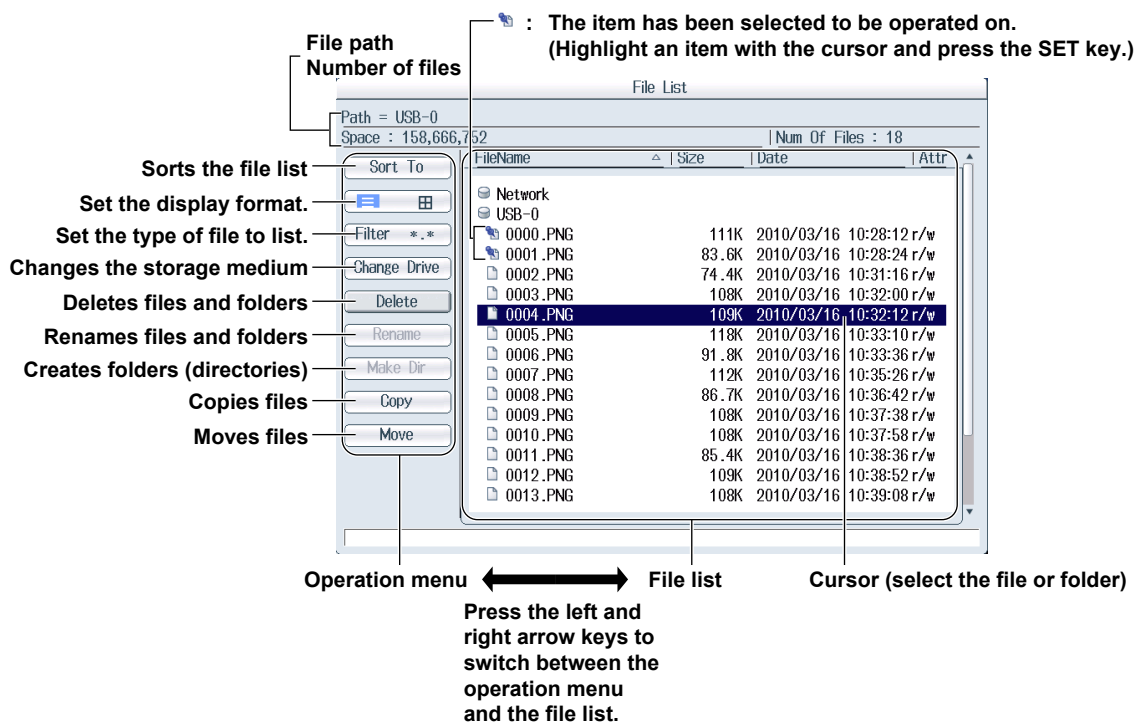 : The item has been selected to be operated on.
(Highlight an item with the cursor and press the SET key.)
File path
Number of files
File List
Path = USB-0
Space : 158,666,752 Num Of Files : 18
Sorts the file list
Set the display format.
Set the type of file to list.
Changes the storage medium
Deletes files and folders
Renames files and folders
Creates folders (directories)
Copies files
Moves files
Sort To
Filter *.*
Change Drive
Delete
Rename
Make Dir
Copy
Move
FileName Size Date Attr
Network
USB-0
0000.PNG 111K 2010/03/16 10:28:12 r/w
0001.PNG 83.6K 2010/03/16 10:28:24 r/w
0002.PNG 74.4K 2010/03/16 10:31:16 r/w
0003.PNG 108K 2010/03/16 10:32:00 r/w
0004.PNG 109K 2010/03/16 10:32:12 r/w
0005.PNG 118K 2010/03/16 10:33:10 r/w
0006.PNG 91.8K 2010/03/16 10:33:36 r/w
0007.PNG 112K 2010/03/16 10:35:26 r/w
0008.PNG 86.7K 2010/03/16 10:36:42 r/w
0009.PNG 108K 2010/03/16 10:37:38 r/w
0010.PNG 108K 2010/03/16 10:37:58 r/w
0011.PNG 85.4K 2010/03/16 10:38:36 r/w
0012.PNG 109K 2010/03/16 10:38:52 r/w
0013.PNG 108K 2010/03/16 10:39:08 r/w
Operation menu
File list
Cursor (select the file or folder)
Press the left and
right arrow keys to
switch between the
operation menu
and the file list.